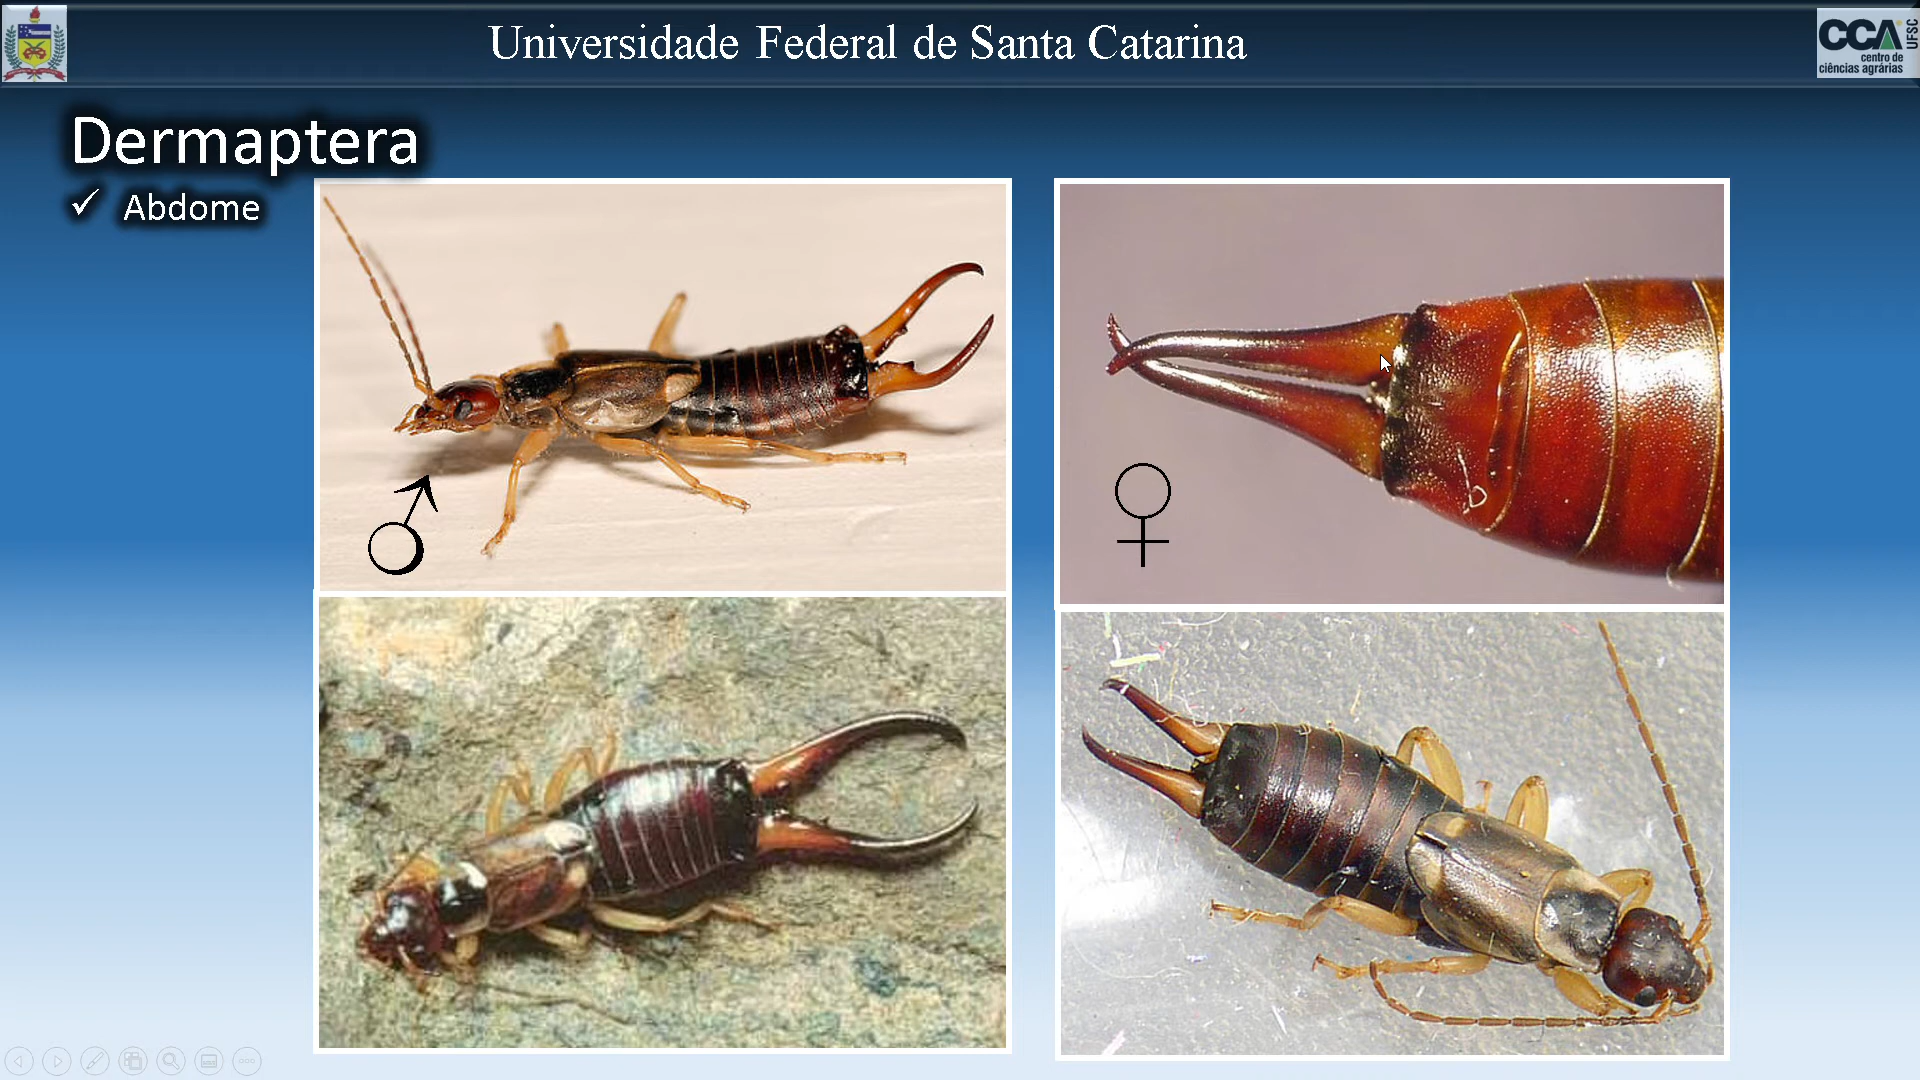 Universidade Federal de Santa Catarina
CCA UFSC
centro de
ciências agrárias
Dermaptera
✓ Abdome
♂
♀